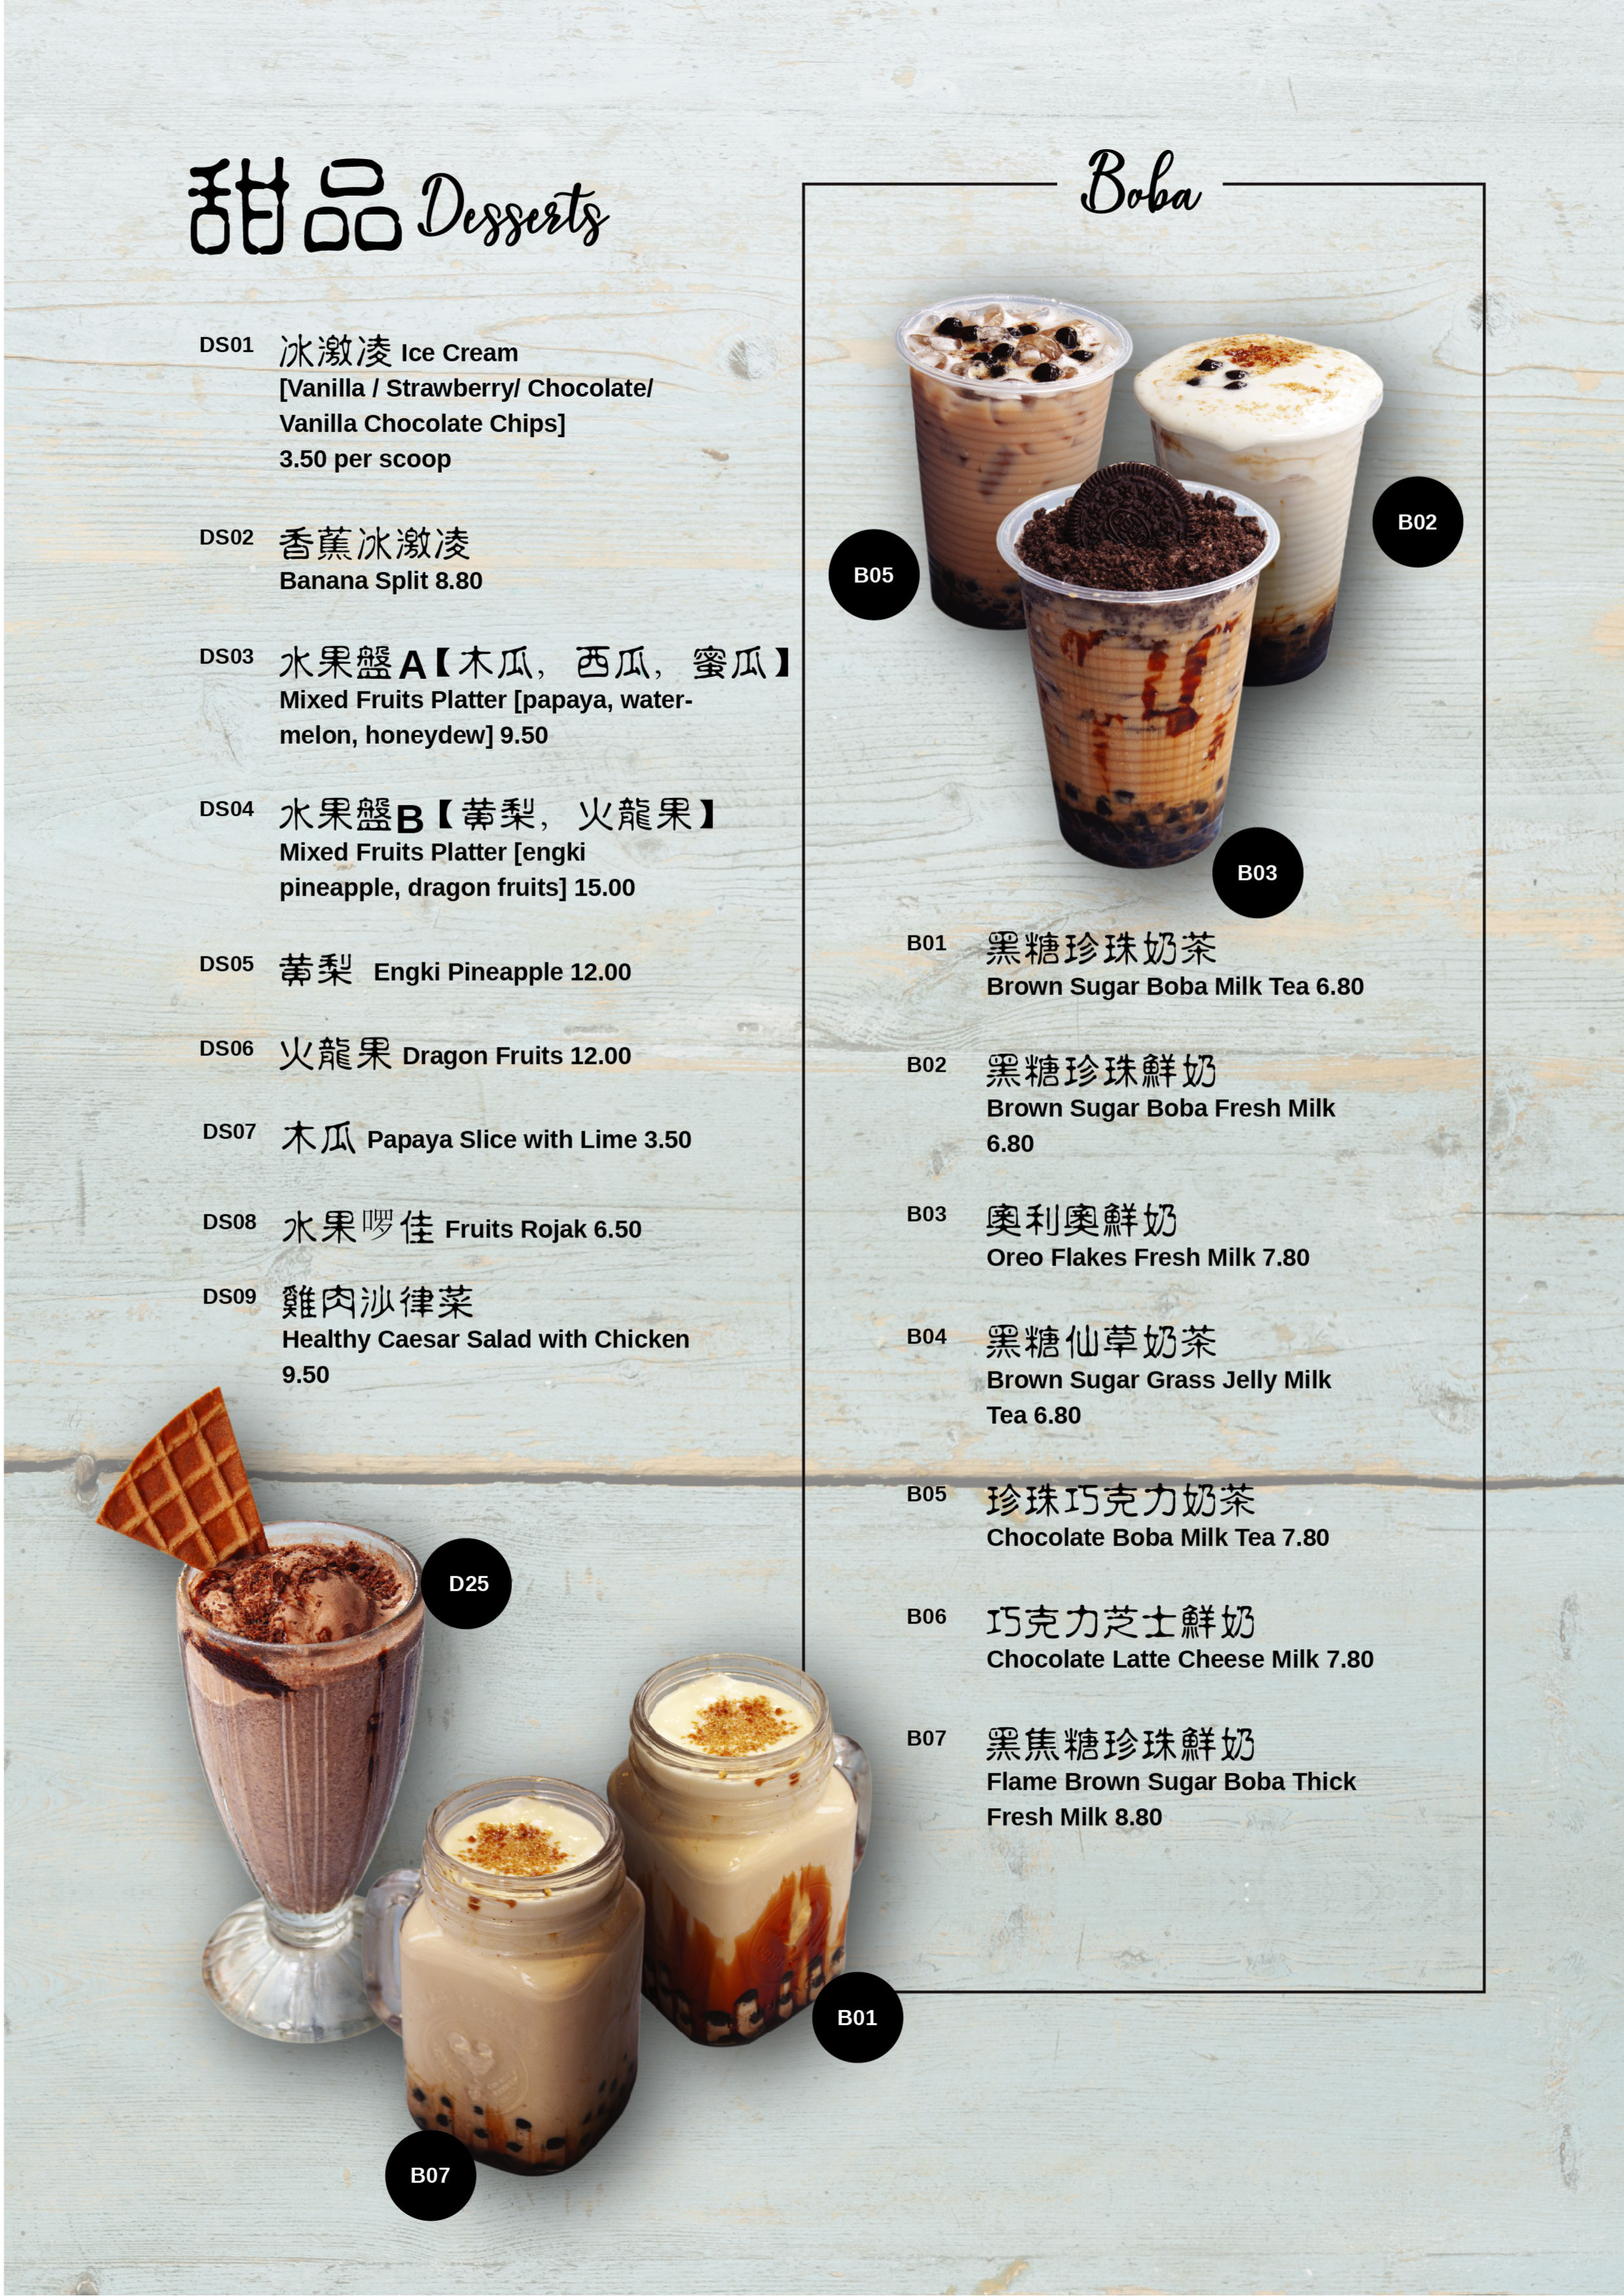 甜品 Desserts
DS01 冰激凌 Ice Cream
[Vanilla / Strawberry/ Chocolate/
Vanilla Chocolate Chips]
3.50 per scoop
DS02 香蕉冰激凌
Banana Split 8.80
DS03 水果盤A【木瓜, 西瓜, 蜜瓜】
Mixed Fruits Platter [papaya, water-
melon, honeydew] 9.50
DS04 水果盤B【黄梨, 火龍果】
Mixed Fruits Platter [engki
pineapple, dragon fruits] 15.00
DS05 黄梨 Engki Pineapple 12.00
DS06 火龍果 Dragon Fruits 12.00
DS07 木瓜 Papaya Slice with Lime 3.50
DS08 水果啰佳 Fruits Rojak 6.50
DS09 雞肉沙律菜
Healthy Caesar Salad with Chicken
9.50
D25
B07
B01
Boba
B05
B02
B03
B01 黑糖珍珠奶茶
Brown Sugar Boba Milk Tea 6.80
B02 黑糖珍珠鮮奶
Brown Sugar Boba Fresh Milk
6.80
B03 奧利奧鮮奶
Oreo Flakes Fresh Milk 7.80
B04 黑糖仙草奶茶
Brown Sugar Grass Jelly Milk
Tea 6.80
B05 珍珠巧克力奶茶
Chocolate Boba Milk Tea 7.80
B06 巧克力芝士鮮奶
Chocolate Latte Cheese Milk 7.80
B07 黑焦糖珍珠鮮奶
Flame Brown Sugar Boba Thick
Fresh Milk 8.80